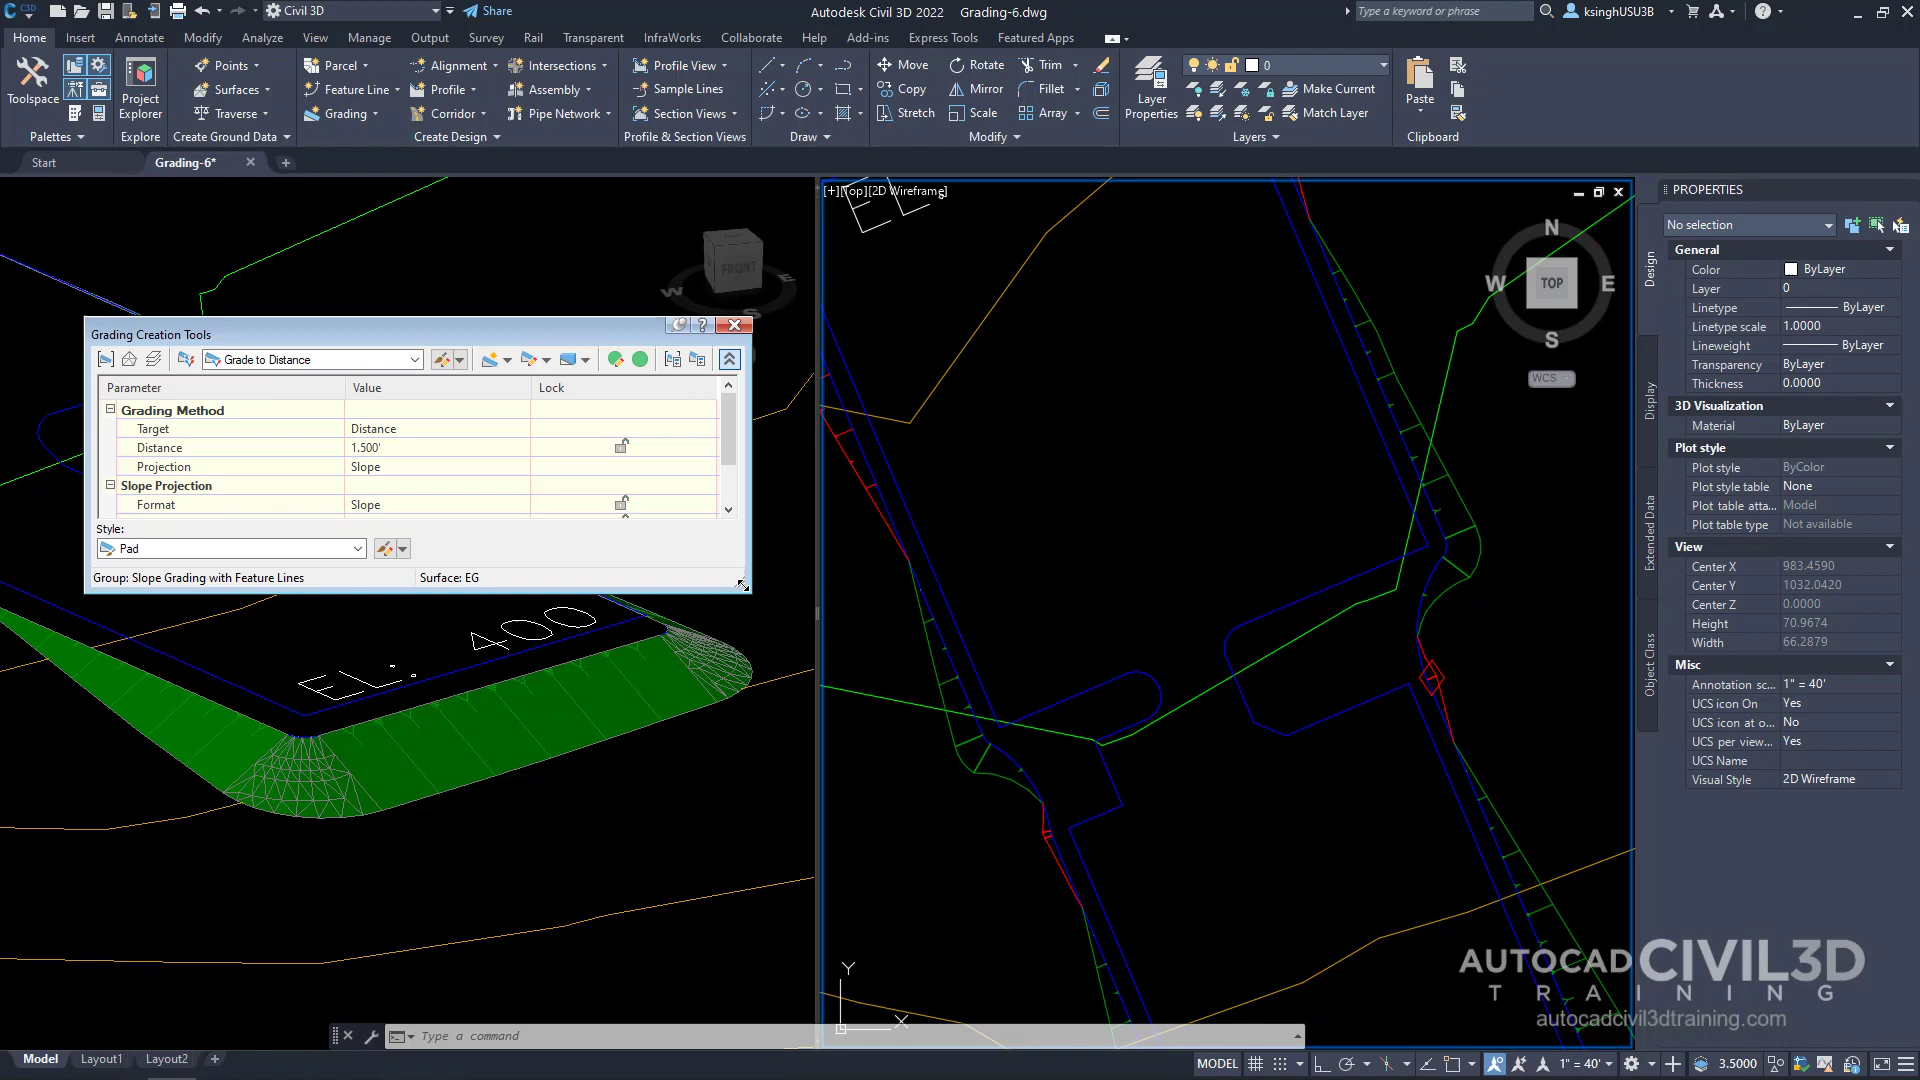 Civil 3D
Share
Autodesk Civil 3D 2022 Grading-6.dwg
Type a keyword or phrase
ksinghUSU3B
Home Insert Annotate Modify Analyze View Manage Output Survey Rail Transparent InfraWorks Collaborate Help Add-ins Express Tools Featured Apps
Toolspace
Palettes
Project Explorer
Explore
Points
Surfaces
Traverse
Create Ground Data
Parcel
Feature Line
Grading
Alignment
Profile
Corridor
Intersections
Assembly
Pipe Network
Create Design
Profile View
Sample Lines
Section Views
Profile & Section Views
Draw
Move
Copy
Stretch
Rotate
Mirror
Scale
Trim
Fillet
Array
Modify
Layer Properties
0
Make Current
Match Layer
Layers
Paste
Clipboard
Start
Grading-6*
FRONT
W
S
E
Grading Creation Tools
Grade to Distance
Parameter Value Lock
Grading Method
Target Distance
Distance 1.500'
Projection Slope
Slope Projection
Format Slope
Style:
Pad
Group: Slope Grading with Feature Lines
Surface: EG
EL: 400
[+][Top][2D Wireframe]
N
W
TOP
E
S
WCS
Y
X
Type a command
PROPERTIES
No selection
Design
Display
Extended Data
Object Class
General
Color ByLayer
Layer 0
Linetype ByLayer
Linetype scale 1.0000
Lineweight ByLayer
Transparency ByLayer
Thickness 0.0000
3D Visualization
Material ByLayer
Plot style
Plot style ByColor
Plot style table None
Plot table atta... Model
Plot table type Not available
View
Center X 983.4590
Center Y 1032.0420
Center Z 0.0000
Height 70.9674
Width 66.2879
Misc
Annotation sc... 1" = 40'
UCS icon On Yes
UCS icon at o... No
UCS per view... Yes
UCS Name
Visual Style 2D Wireframe
AUTOCAD CIVIL3D
TRAINING
autocadcivil3dtraining.com
Model Layout1 Layout2
MODEL
1" = 40'
3.5000